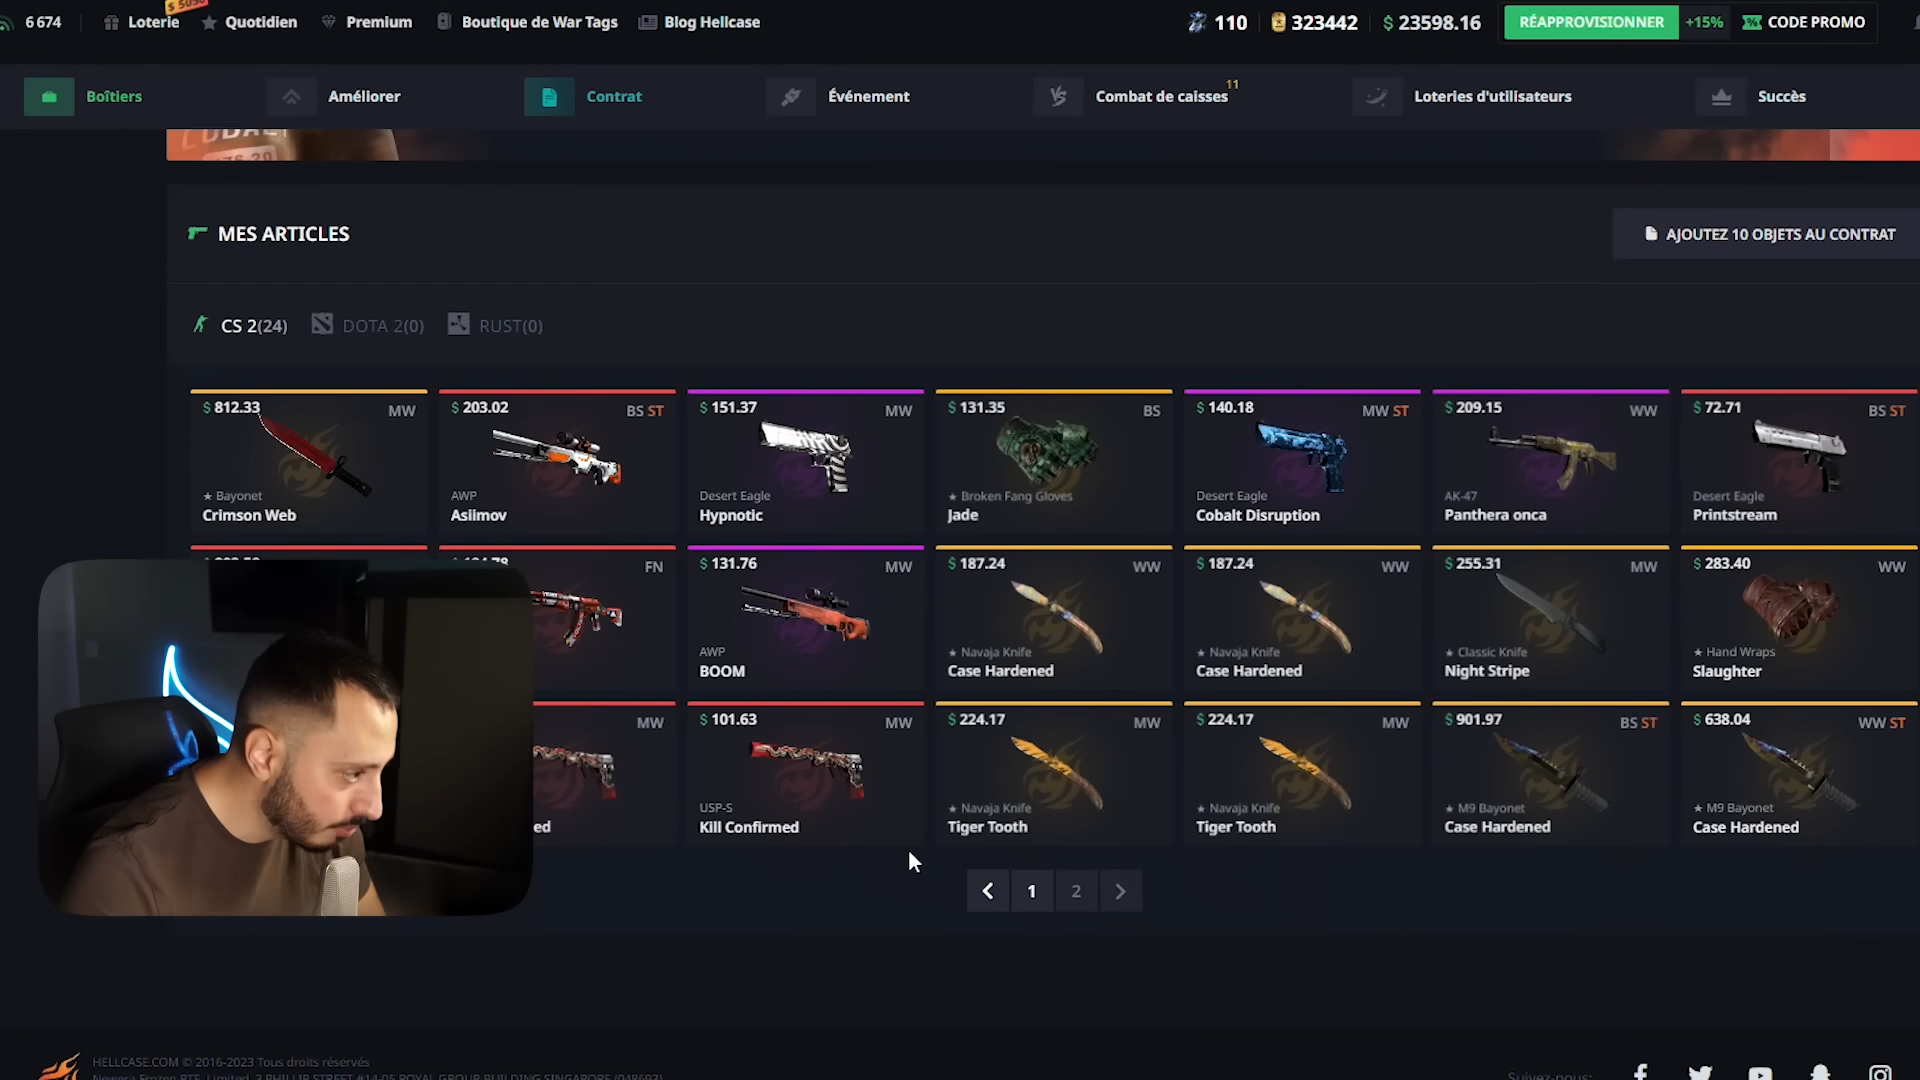 6 674
Loterie
Quotidien
Premium
Boutique de War Tags
Blog Hellcase
110
323442
$ 23598.16
RÉAPPROVISIONNER
+15%
CODE PROMO
Boîtiers
Améliorer
Contrat
Événement
Combat de caisses
11
Loteries d'utilisateurs
Succès
MES ARTICLES
AJOUTEZ 10 OBJETS AU CONTRAT
CS 2(24)
DOTA 2(0)
RUST(0)
$ 812.33
MW
★ Bayonet
Crimson Web
$ 203.02
BS ST
AWP
Asiimov
$ 151.37
MW
Desert Eagle
Hypnotic
$ 131.35
BS
★ Broken Fang Gloves
Jade
$ 140.18
MW ST
Desert Eagle
Cobalt Disruption
$ 209.15
WW
AK-47
Panthera onca
$ 72.71
BS ST
Desert Eagle
Printstream
FN
$ 131.76
MW
AWP
BOOM
$ 187.24
WW
★ Navaja Knife
Case Hardened
$ 187.24
WW
★ Navaja Knife
Case Hardened
$ 255.31
MW
★ Classic Knife
Night Stripe
$ 283.40
WW
★ Hand Wraps
Slaughter
MW
ed
$ 101.63
MW
USP-S
Kill Confirmed
$ 224.17
MW
★ Navaja Knife
Tiger Tooth
$ 224.17
MW
★ Navaja Knife
Tiger Tooth
$ 901.97
BS ST
★ M9 Bayonet
Case Hardened
$ 638.04
WW ST
★ M9 Bayonet
Case Hardened
1
2
HELLCASE.COM © 2016-2023 Tous droits réservés
Suivez-nous: